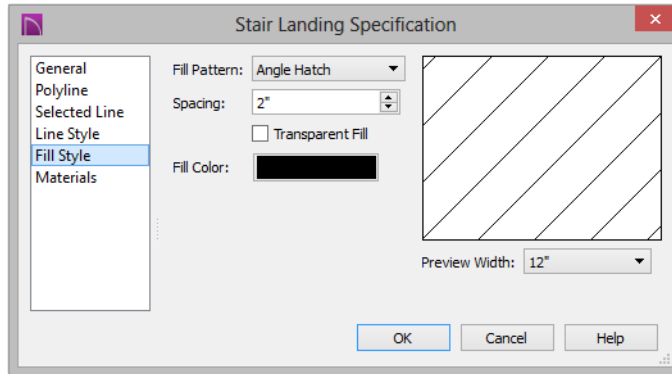 Stair Landing Specification
General
Polyline
Selected Line
Line Style
Fill Style
Materials
Fill Pattern: Angle Hatch
Spacing: 2"
Transparent Fill
Fill Color:
Preview Width: 12"
OK Cancel Help